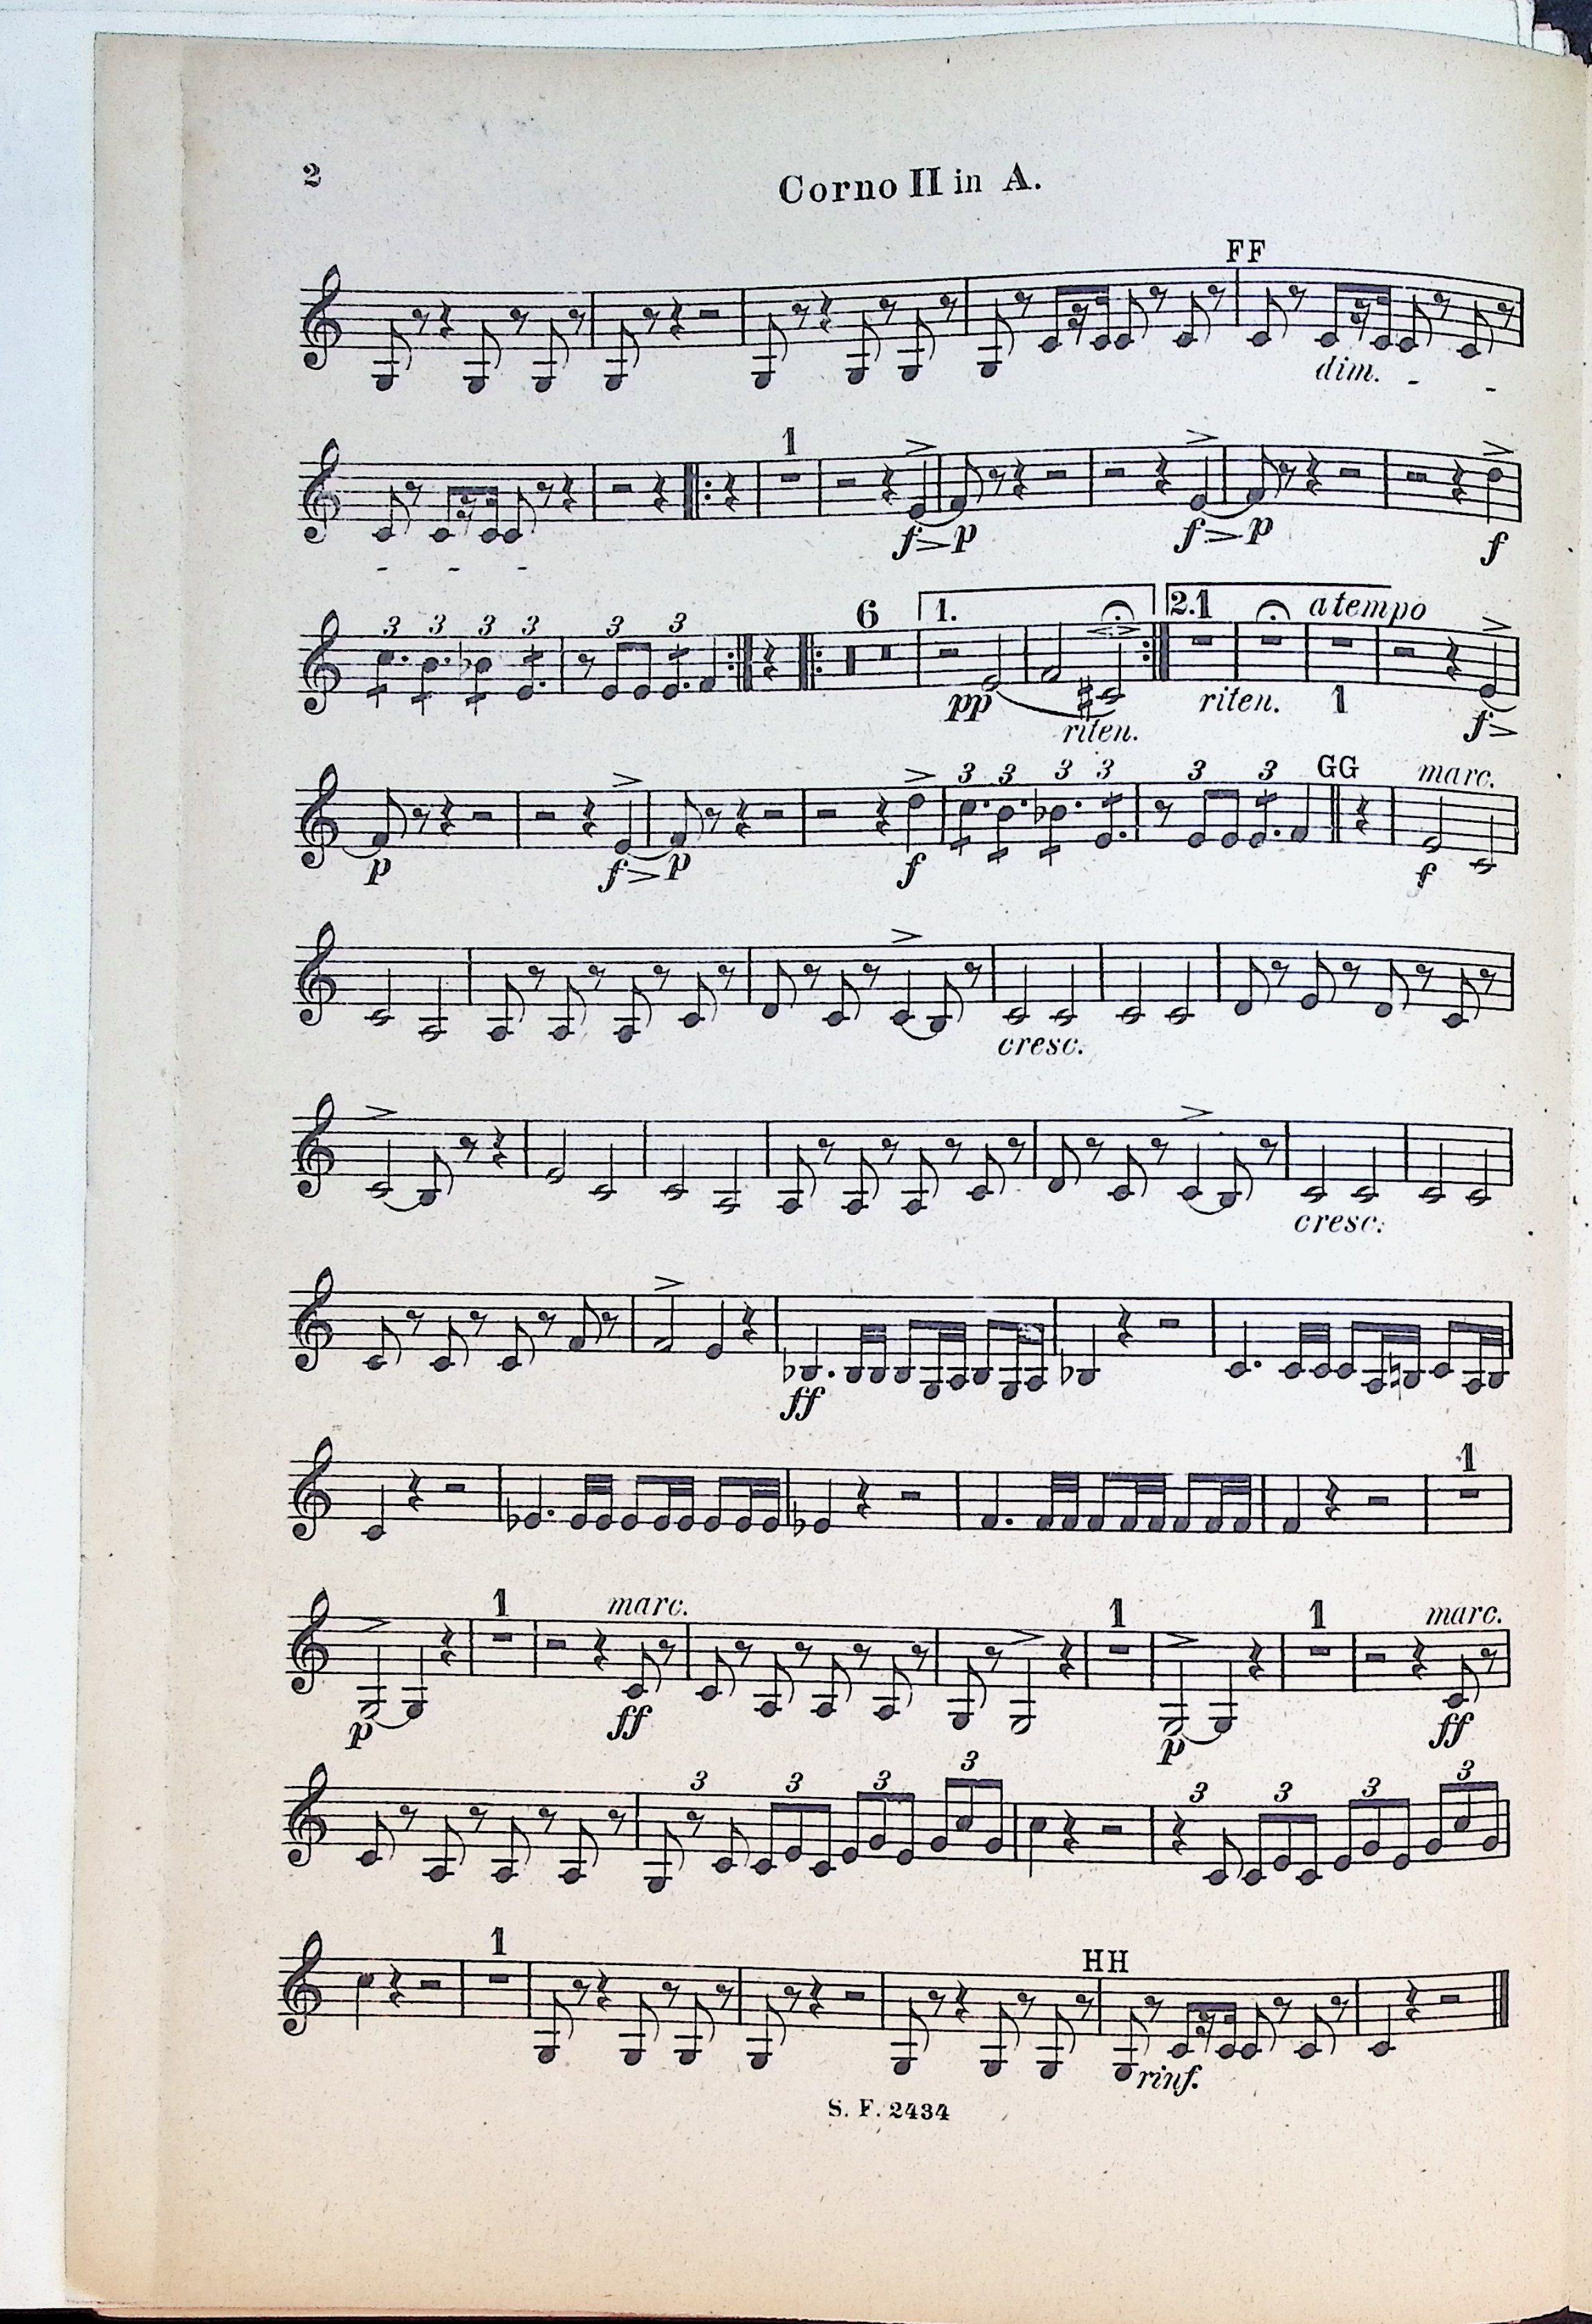 2
Corno II in A.
FF
dim. - -
1
f p f p f
- - -
3 3 3 3 3 3 6 1. 2.1 a tempo
pp riten. riten. 1 f
3 3 3 3 3 3 GG marc.
p f p f f
cresc.
cresc.
ff
1
1 marc. 1 1 marc.
p ff p ff
3 3 3 3 3 3 3 3
1 HH
rinf.
S. F. 2434